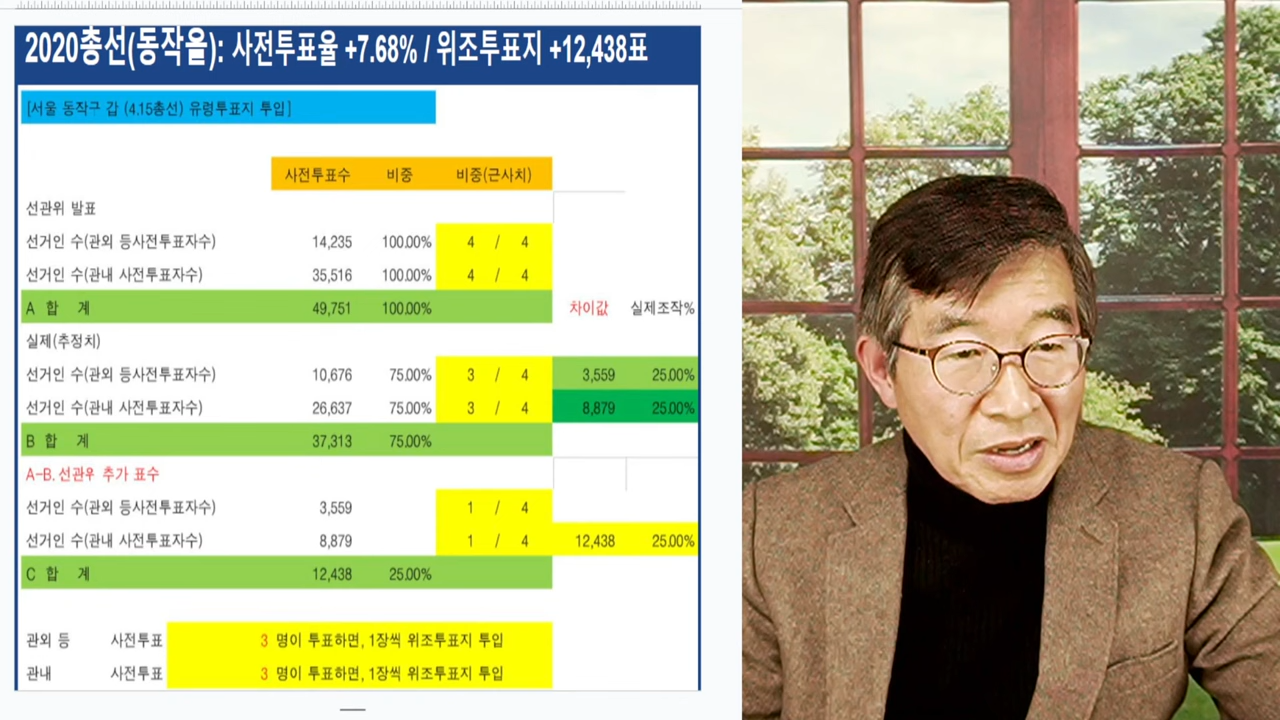 2020총선(동작을): 사전투표율 +7.68% / 위조투표지 +12,438표
[서울 동작구 갑 (4.15총선) 유령투표지 투입]
사전투표수 비중 비중(근사치)
선관위 발표
선거인 수(관외 등사전투표자수) 14,235 100.00% 4 / 4
선거인 수(관내 사전투표자수) 35,516 100.00% 4 / 4
A 합 계 49,751 100.00% 차이값 실제조작%
실제(추정치)
선거인 수(관외 등사전투표자수) 10,676 75.00% 3 / 4 3,559 25.00%
선거인 수(관내 사전투표자수) 26,637 75.00% 3 / 4 8,879 25.00%
B 합 계 37,313 75.00%
A-B. 선관위 추가 표수
선거인 수(관외 등사전투표자수) 3,559 1 / 4
선거인 수(관내 사전투표자수) 8,879 1 / 4 12,438 25.00%
C 합 계 12,438 25.00%
관외 등 사전투표 3 명이 투표하면, 1장씩 위조투표지 투입
관내 사전투표 3 명이 투표하면, 1장씩 위조투표지 투입